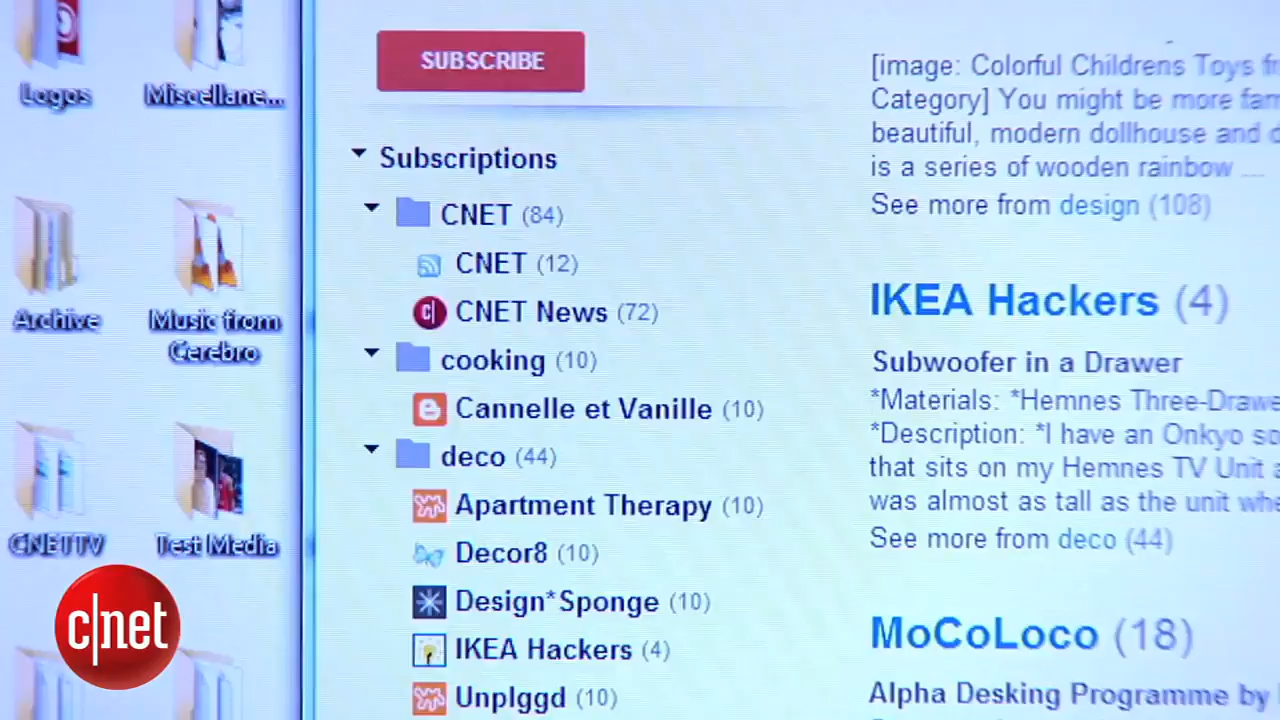 Logos
Miscellane...
Archive
Music from
Cerebro
CNETTV
Test Media
c|net
SUBSCRIBE
Subscriptions
CNET (84)
CNET (12)
CNET News (72)
cooking (10)
Cannelle et Vanille (10)
deco (44)
Apartment Therapy (10)
Decor8 (10)
Design*Sponge (10)
IKEA Hackers (4)
Unplggd (10)
[image: Colorful Childrens Toys
Category] You might be more
beautiful, modern dollhouse and
is a series of wooden rainbow ...
See more from design (108)
IKEA Hackers (4)
Subwoofer in a Drawer
*Materials: *Hemnes
*Description: *I have an Onkyo
that sits on my Hemnes TV Unit
was almost as tall as the unit
See more from deco (44)
MoCoLoco (18)
Alpha Desking Programme by